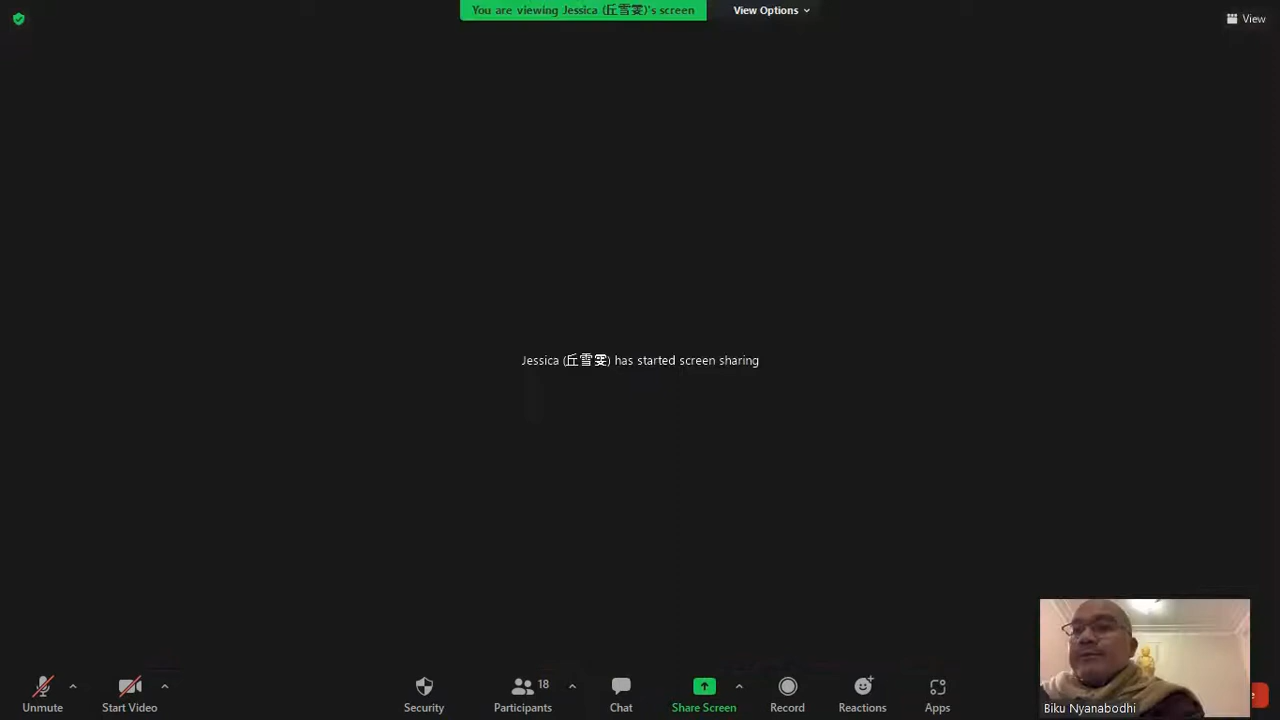 You are viewing Jessica (丘雪雯)'s screen
View Options
View
Jessica (丘雪雯) has started screen sharing
Unmute
Start Video
Security
Participants
18
Chat
Share Screen
Record
Reactions
Apps
Biku Nyanabodhi